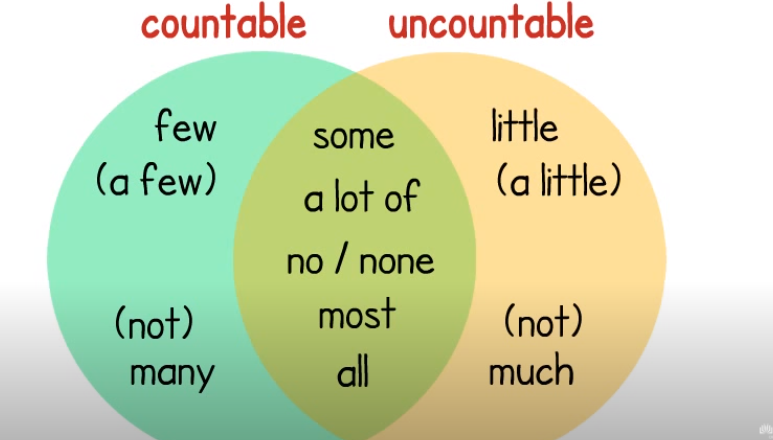 countable
uncountable
few
(a few)
(not)
many
some
a lot of
no / none
most
all
little
(a little)
(not)
much